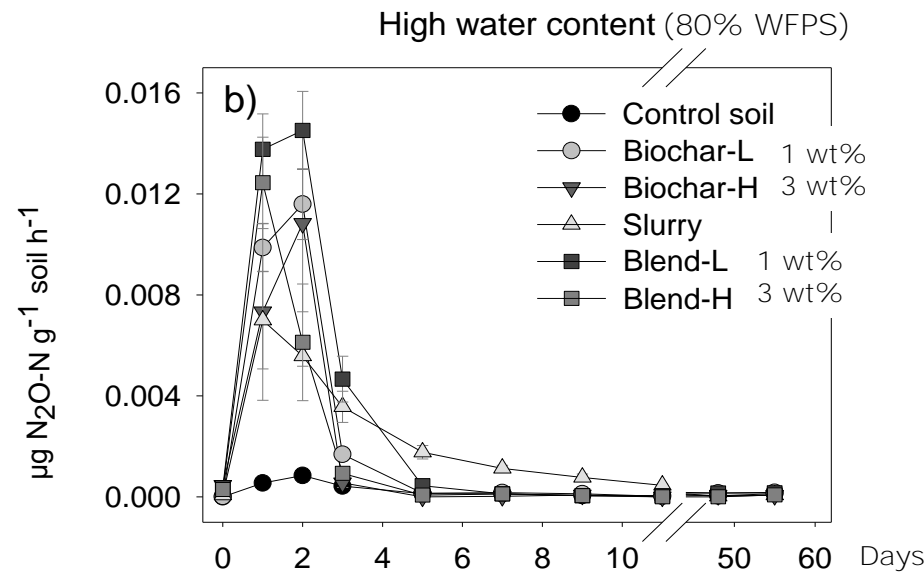 High water content (80% WFPS)
b)
0.016
0.012
0.008
0.004
0.000
µg N2O-N g-1 soil h-1
Control soil
Biochar-L 1 wt%
Biochar-H 3 wt%
Slurry
Blend-L 1 wt%
Blend-H 3 wt%
0 2 4 6 8 10 50 60 Days